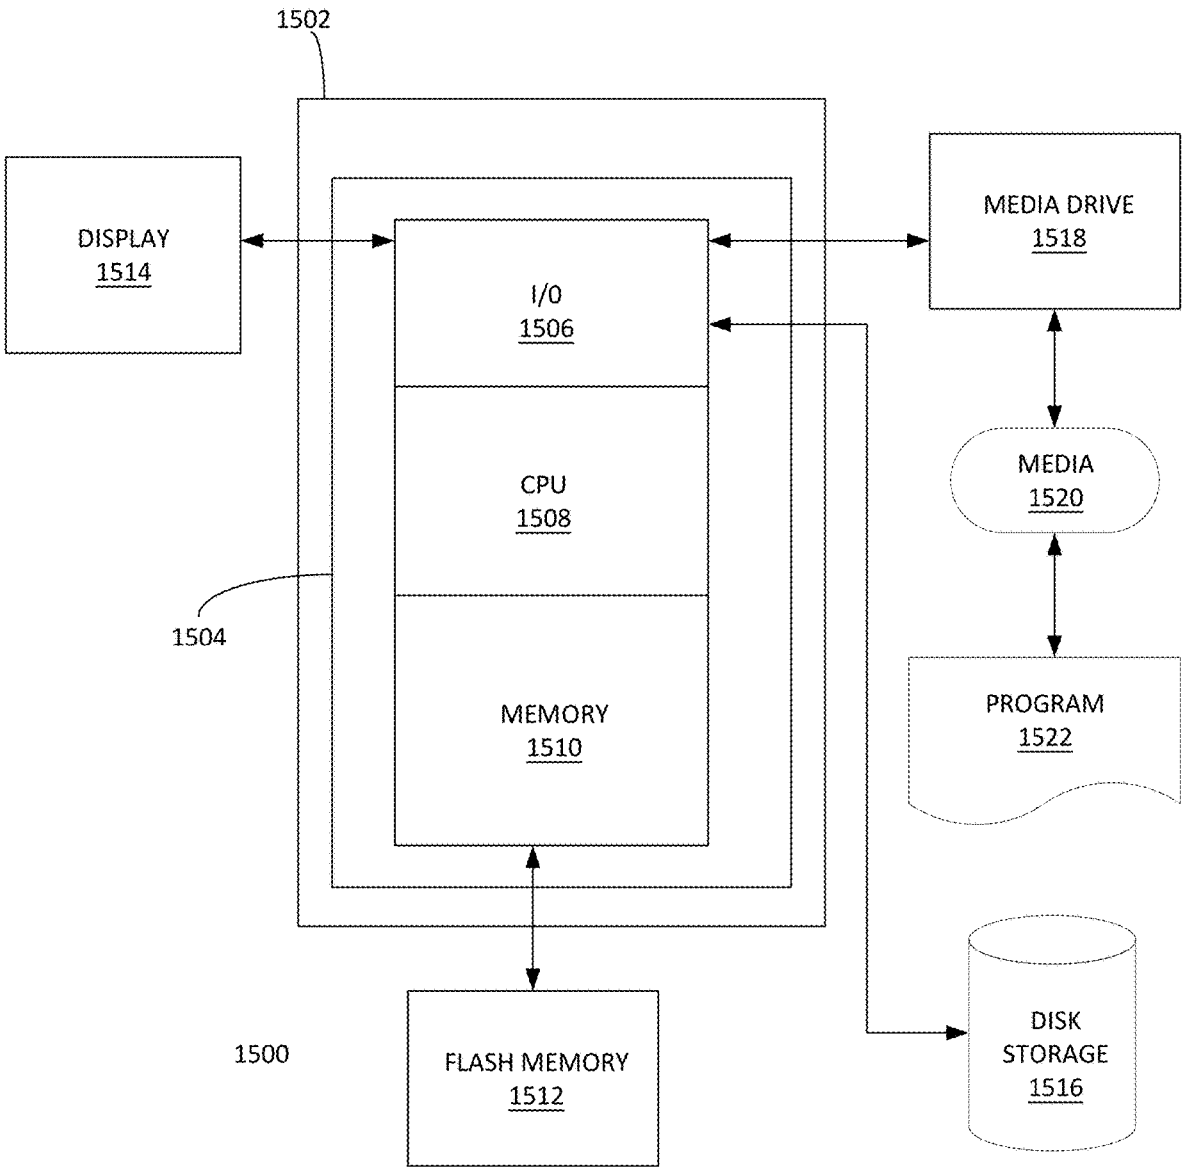 1502
DISPLAY
1514
MEDIA DRIVE
1518
I/O
1506
CPU
1508
MEDIA
1520
1504
MEMORY
1510
PROGRAM
1522
1500
FLASH MEMORY
1512
DISK
STORAGE
1516